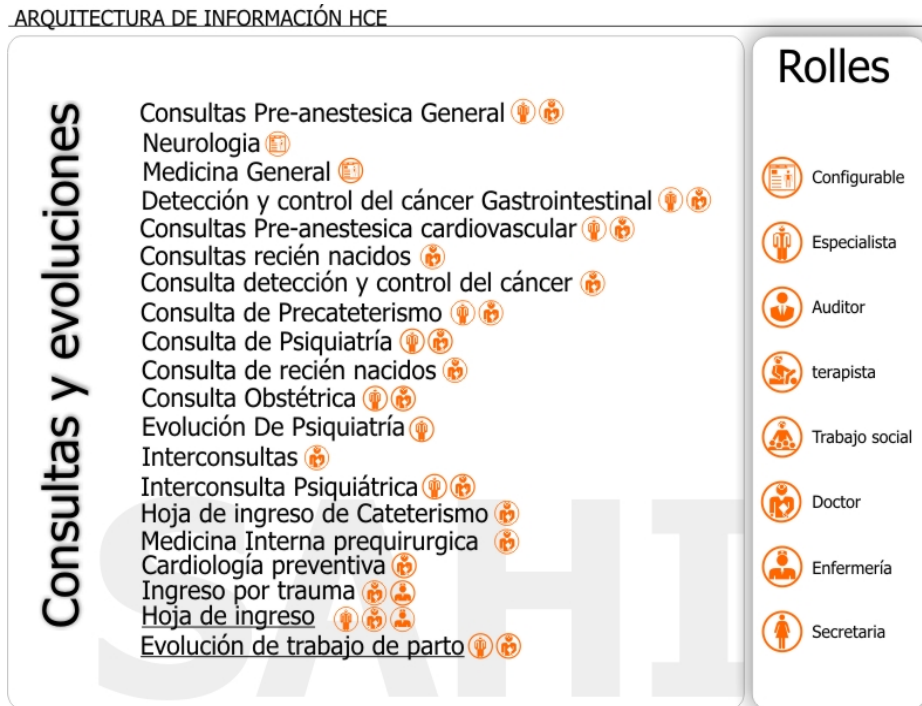 ARQUITECTURA DE INFORMACIÓN HCE
Consultas y evoluciones
Consultas Pre-anestesica General
Neurologia
Medicina General
Detección y control del cáncer Gastrointestinal
Consultas Pre-anestesica cardiovascular
Consultas recién nacidos
Consulta detección y control del cáncer
Consulta de Precateterismo
Consulta de Psiquiatría
Consulta de recién nacidos
Consulta Obstétrica
Evolución De Psiquiatría
Interconsultas
Interconsulta Psiquiátrica
Hoja de ingreso de Cateterismo
Medicina Interna prequirurgica
Cardiología preventiva
Ingreso por trauma
Hoja de ingreso
Evolución de trabajo de parto
SAHI
Rolles
Configurable
Especialista
Auditor
terapista
Trabajo social
Doctor
Enfermería
Secretaria